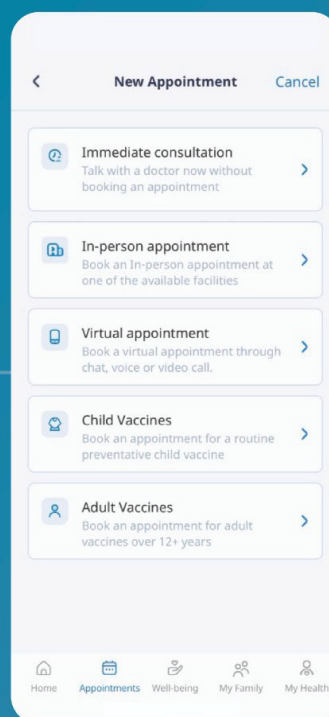 New Appointment
Cancel
Immediate consultation
Talk with a doctor now without
booking an appointment
In-person appointment
Book an In-person appointment at
one of the available facilities
Virtual appointment
Book a virtual appointment through
chat, voice or video call.
Child Vaccines
Book an appointment for a routine
preventative child vaccine
Adult Vaccines
Book an appointment for adult
vaccines over 12+ years
Home
Appointments
Well-being
My Family
My Health